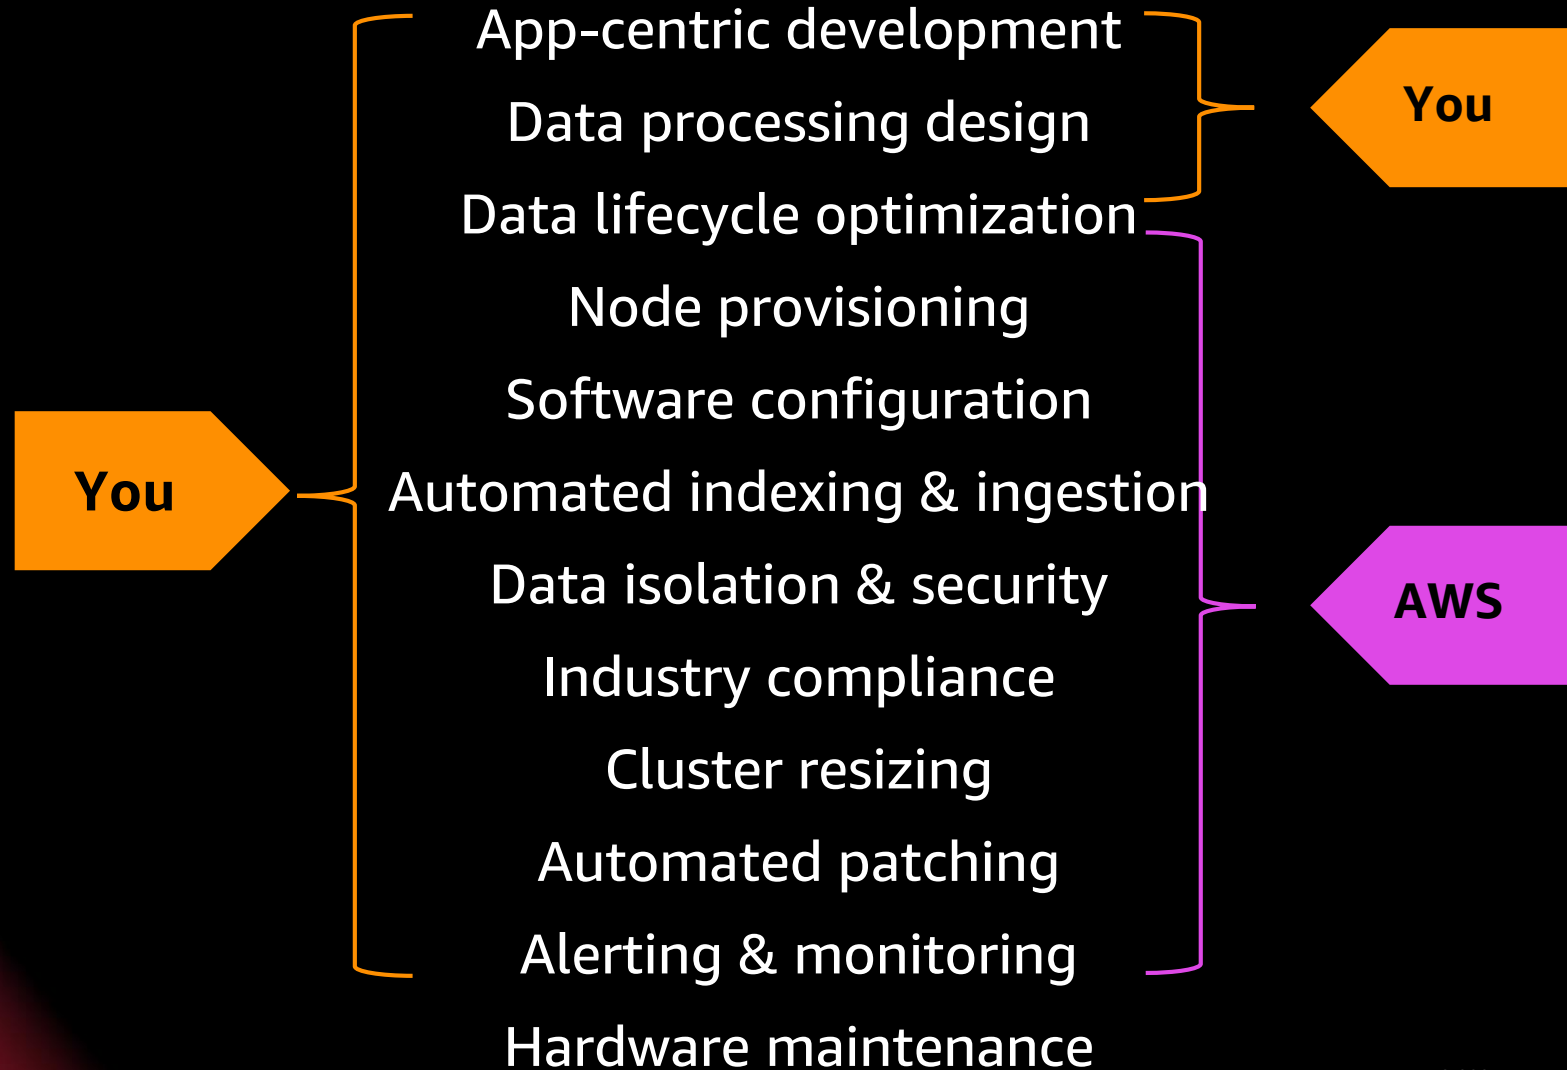 App-centric development
You
Data processing design
Data lifecycle optimization
Node provisioning
Software configuration
You
Automated indexing & ingestion
Data isolation & security
AWS
Industry compliance
Cluster resizing
Automated patching
Alerting & monitoring
Hardware maintenance